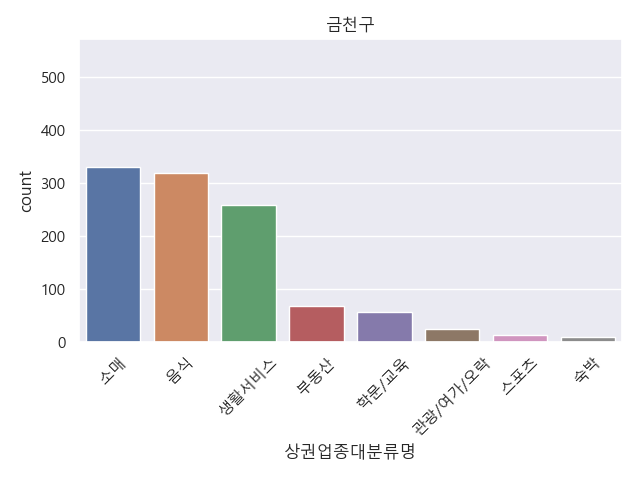 금천구
500
400
300
200
100
0
count
소매
음식
생활서비스
부동산
학문/교육
관광/여가/오락
스포츠
숙박
상권업종대분류명